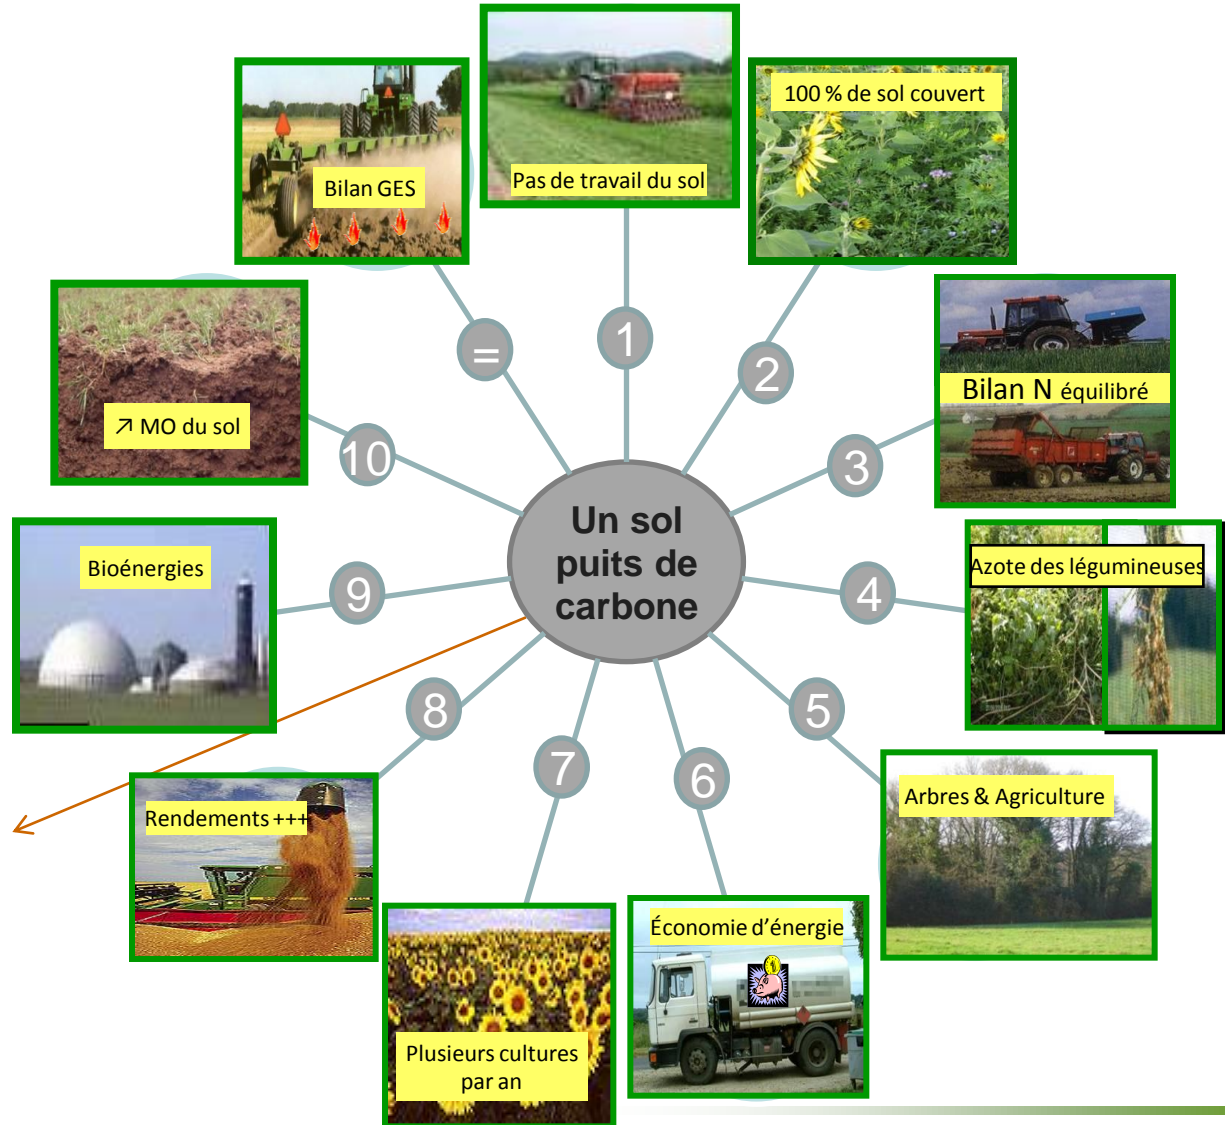 Un sol
puits de
carbone
1
Pas de travail du sol
2
100 % de sol couvert
3
Bilan N équilibré
4
Azote des légumineuses
5
Arbres & Agriculture
6
Économie d'énergie
7
Plusieurs cultures
par an
8
Rendements +++
9
Bioénergies
10
↗ MO du sol
=
Bilan GES